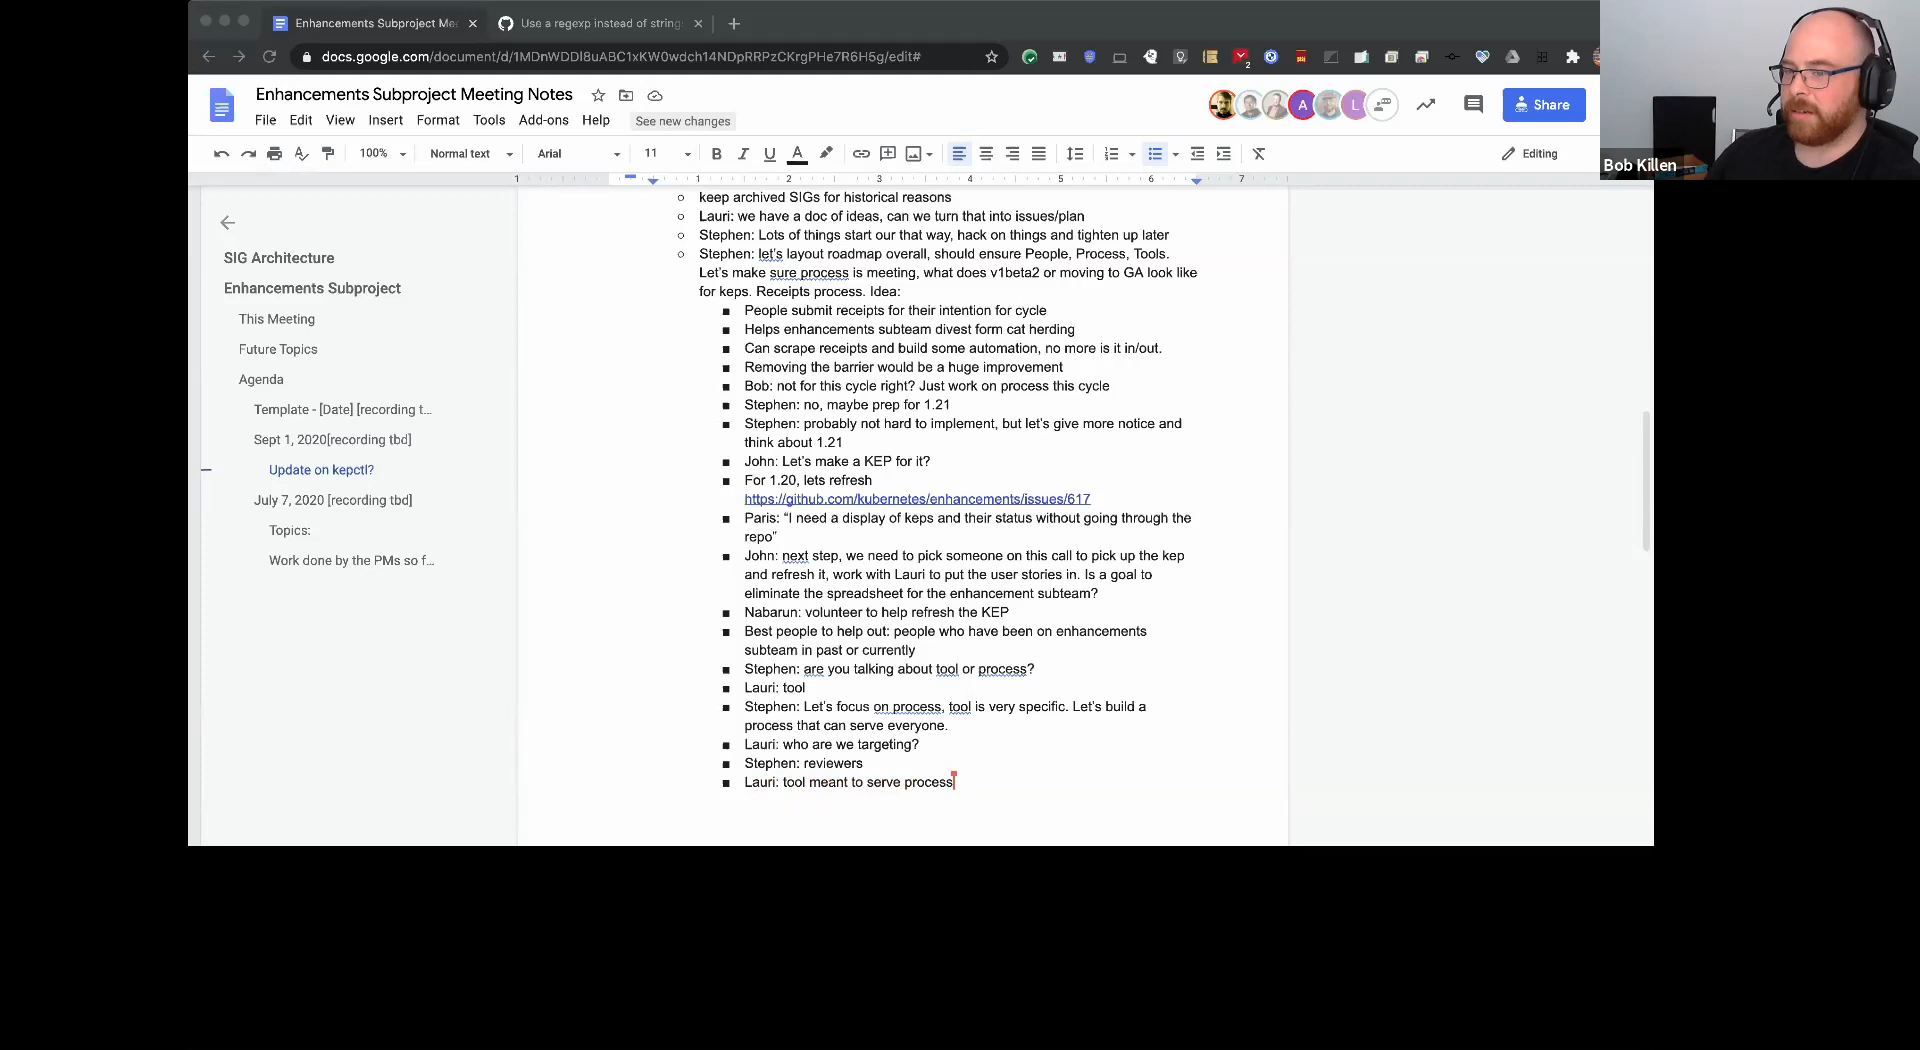 Enhancements Subproject Mee
Use a regexp instead of string
docs.google.com/document/d/1MDnWDDl8uABC1xKW0wdch14NDpRRPzCKrgPHe7R6H5g/edit#
2
Enhancements Subproject Meeting Notes
File Edit View Insert Format Tools Add-ons Help See new changes
A L
Share
100% Normal text Arial 11 Editing
1 1 2 3 4 5 6 7
Bob Killen
SIG Architecture
Enhancements Subproject
This Meeting
Future Topics
Agenda
Template - [Date] [recording t...
Sept 1, 2020[recording tbd]
Update on kepctl?
July 7, 2020 [recording tbd]
Topics:
Work done by the PMs so f...
keep archived SIGs for historical reasons
Lauri: we have a doc of ideas, can we turn that into issues/plan
Stephen: Lots of things start our that way, hack on things and tighten up later
Stephen: let's layout roadmap overall, should ensure People, Process, Tools.
Let's make sure process is meeting, what does v1beta2 or moving to GA look like
for keps. Receipts process. Idea:
People submit receipts for their intention for cycle
Helps enhancements subteam divest form cat herding
Can scrape receipts and build some automation, no more is it in/out.
Removing the barrier would be a huge improvement
Bob: not for this cycle right? Just work on process this cycle
Stephen: no, maybe prep for 1.21
Stephen: probably not hard to implement, but let's give more notice and
think about 1.21
John: Let's make a KEP for it?
For 1.20, lets refresh
https://github.com/kubernetes/enhancements/issues/617
Paris: “I need a display of keps and their status without going through the
repo”
John: next step, we need to pick someone on this call to pick up the kep
and refresh it, work with Lauri to put the user stories in. Is a goal to
eliminate the spreadsheet for the enhancement subteam?
Nabarun: volunteer to help refresh the KEP
Best people to help out: people who have been on enhancements
subteam in past or currently
Stephen: are you talking about tool or process?
Lauri: tool
Stephen: Let's focus on process, tool is very specific. Let's build a
process that can serve everyone.
Lauri: who are we targeting?
Stephen: reviewers
Lauri: tool meant to serve process